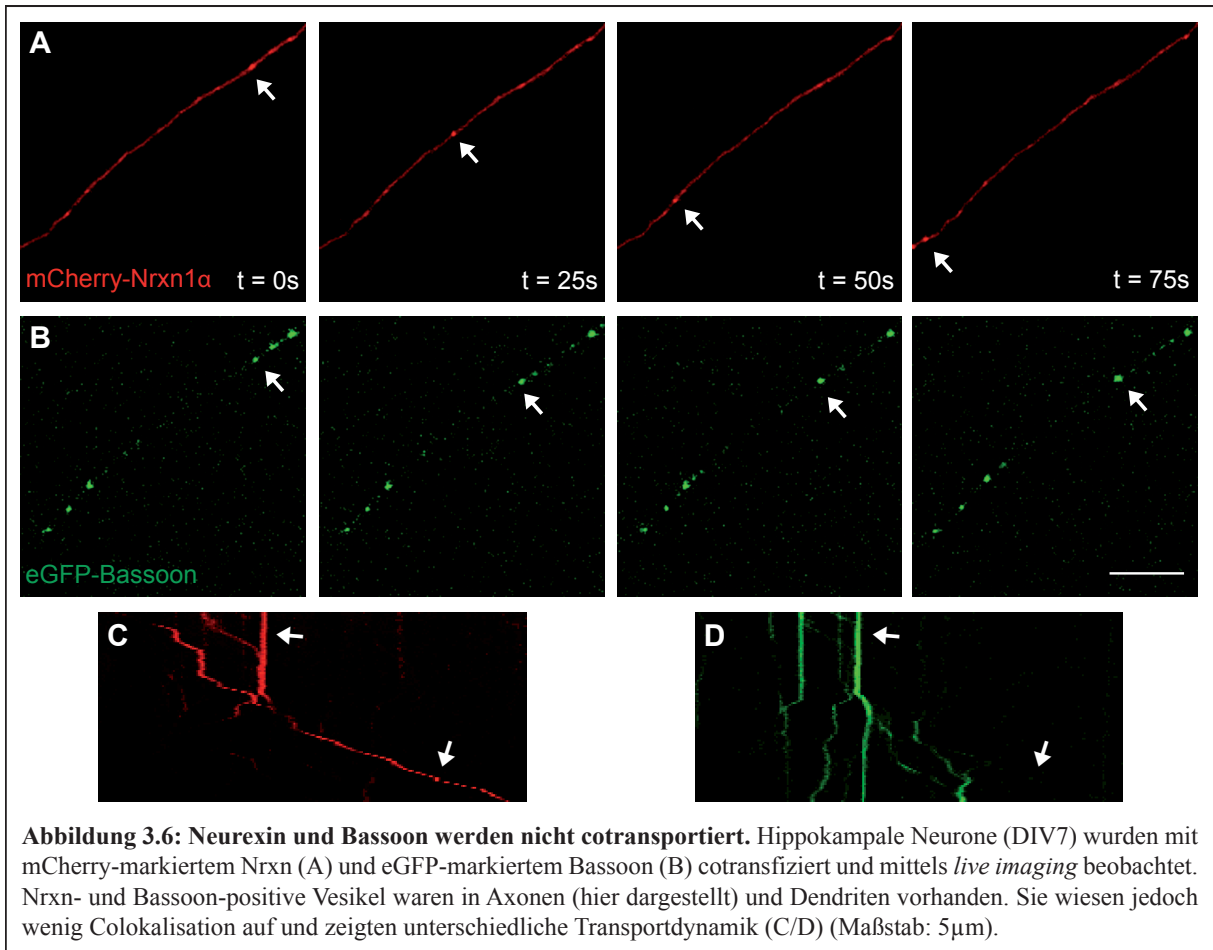 A
mCherry-Nrxn1α
t = 0s
t = 25s
t = 50s
t = 75s
B
eGFP-Bassoon
C
D
Abbildung 3.6: Neurexin und Bassoon werden nicht cotransportiert. Hippokampale Neurone (DIV7) wurden mit
mCherry-markiertem Nrxn (A) und eGFP-markiertem Bassoon (B) cotransfiziert und mittels live imaging beobachtet.
Nrxn- und Bassoon-positive Vesikel waren in Axonen (hier dargestellt) und Dendriten vorhanden. Sie wiesen jedoch
wenig Colokalisation auf und zeigten unterschiedliche Transportdynamik (C/D) (Maßstab: 5µm).